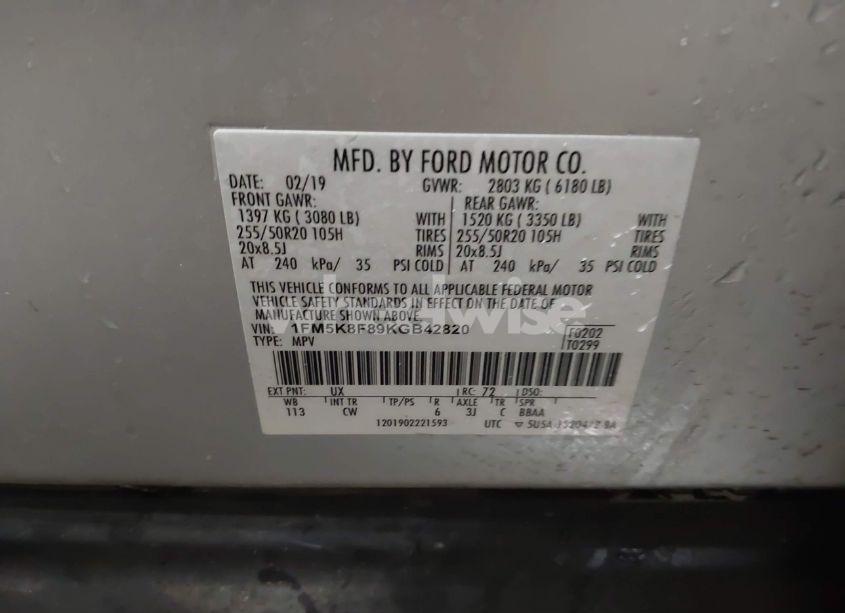 MFD. BY FORD MOTOR CO.
DATE: 02/19 GVWR: 2803 KG ( 6180 LB)
FRONT GAWR: REAR GAWR:
1397 KG ( 3080 LB) WITH 1520 KG ( 3350 LB) WITH
255/50R20 105H TIRES 255/50R20 105H TIRES
20x8.5J RIMS 20x8.5J RIMS
AT 240 kPa/ 35 PSI COLD AT 240 kPa/ 35 PSI COLD
THIS VEHICLE CONFORMS TO ALL APPLICABLE FEDERAL MOTOR
VEHICLE SAFETY STANDARDS IN EFFECT ON THE DATE OF
MANUFACTURE SHOWN ABOVE.
VIN: 1FM5K8F89KGB42820 F0202
TYPE: MPV T0299
EXT PNT: UX RC: 72 DSO:
WB INT TR TP/PS R AXLE TR SPR
113 CW 6 3J C BBAA
1201902221593 UTC